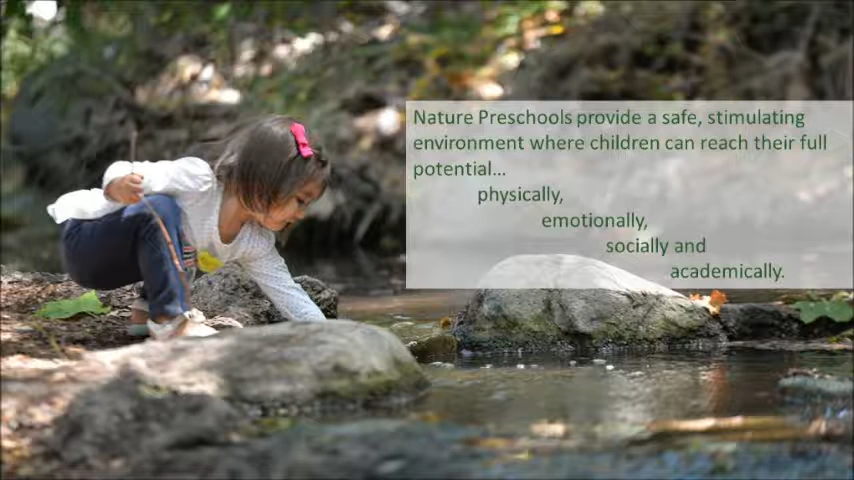 Nature Preschools provide a safe, stimulating
environment where children can reach their full
potential...
physically,
emotionally,
socially and
academically.